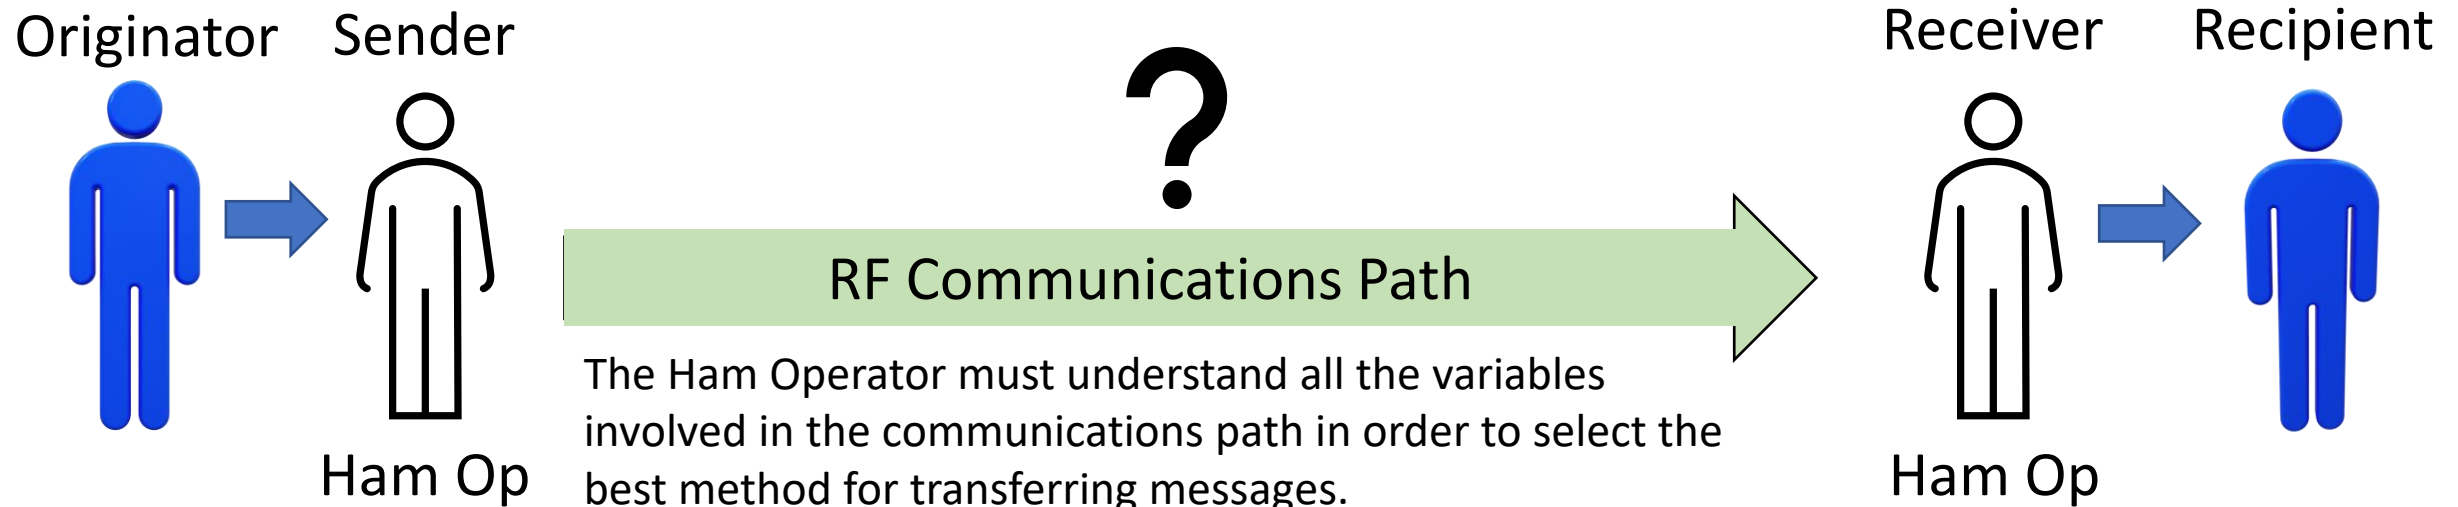 Originator
Sender
Receiver
Recipient
?
RF Communications Path
The Ham Operator must understand all the variables
involved in the communications path in order to select the
best method for transferring messages.
Ham Op
Ham Op